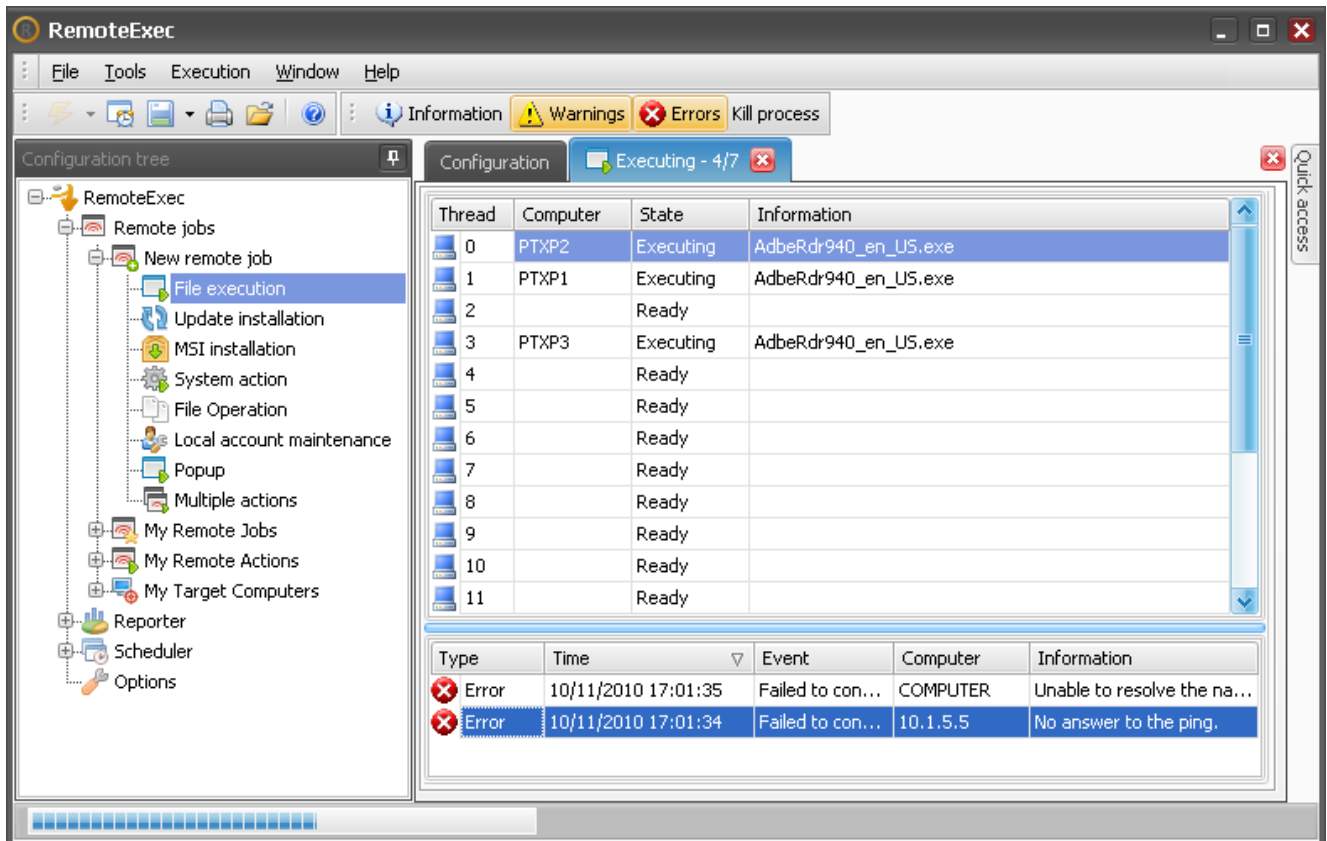 RemoteExec
File Tools Execution Window Help
Information Warnings Errors Kill process
Configuration tree
RemoteExec
Remote jobs
New remote job
File execution
Update installation
MSI installation
System action
File Operation
Local account maintenance
Popup
Multiple actions
My Remote Jobs
My Remote Actions
My Target Computers
Reporter
Scheduler
Options
Configuration Executing - 4/7
Thread Computer State Information
0 PTXP2 Executing AdbeRdr940_en_US.exe
1 PTXP1 Executing AdbeRdr940_en_US.exe
2 Ready
3 PTXP3 Executing AdbeRdr940_en_US.exe
4 Ready
5 Ready
6 Ready
7 Ready
8 Ready
9 Ready
10 Ready
11 Ready
Type Time Event Computer Information
Error 10/11/2010 17:01:35 Failed to con... COMPUTER Unable to resolve the na...
Error 10/11/2010 17:01:34 Failed to con... 10.1.5.5 No answer to the ping.
Quick access